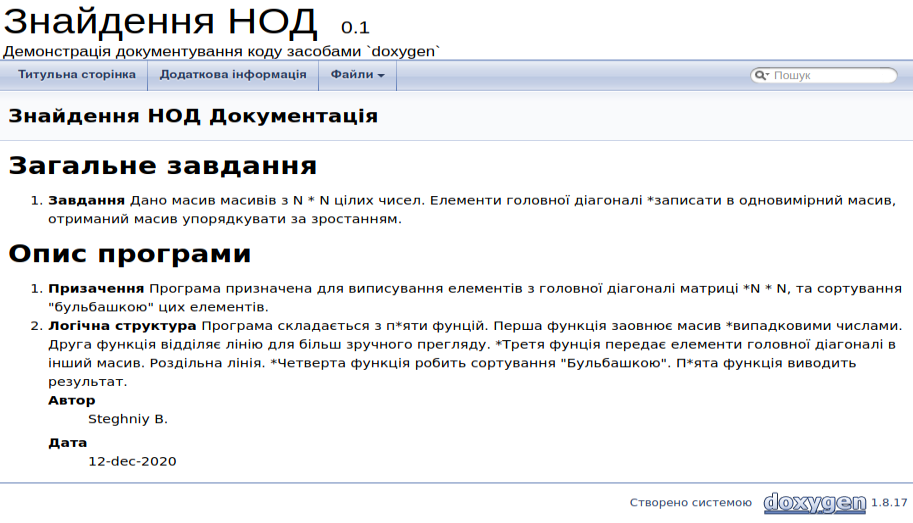 Знайдення НОД 0.1
Демонстрація документування коду засобами `doxygen`
Титульна сторінка Додаткова інформація Файли Пошук
Знайдення НОД Документація
Загальне завдання
1. Завдання Дано масив масивів з N * N цілих чисел. Елементи головної діагоналі *записати в одновимірний масив,
отриманий масив упорядкувати за зростанням.
Опис програми
1. Призачення Програма призначена для виписування елементів з головної діагоналі матриці *N * N, та сортування
"бульбашкою" цих елементів.
2. Логічна структура Програма складається з п*яти фунцій. Перша функція заовнює масив *випадковими числами.
Друга функція відділяє лінію для більш зручного прегляду. *Третя фунція передає елементи головної діагоналі в
інший масив. Роздільна лінія. *Четверта функція робить сортування "Бульбашкою". П*ята функція виводить
результат.
Автор
Steghniy B.
Дата
12-dec-2020
Створено системою doxygen 1.8.17